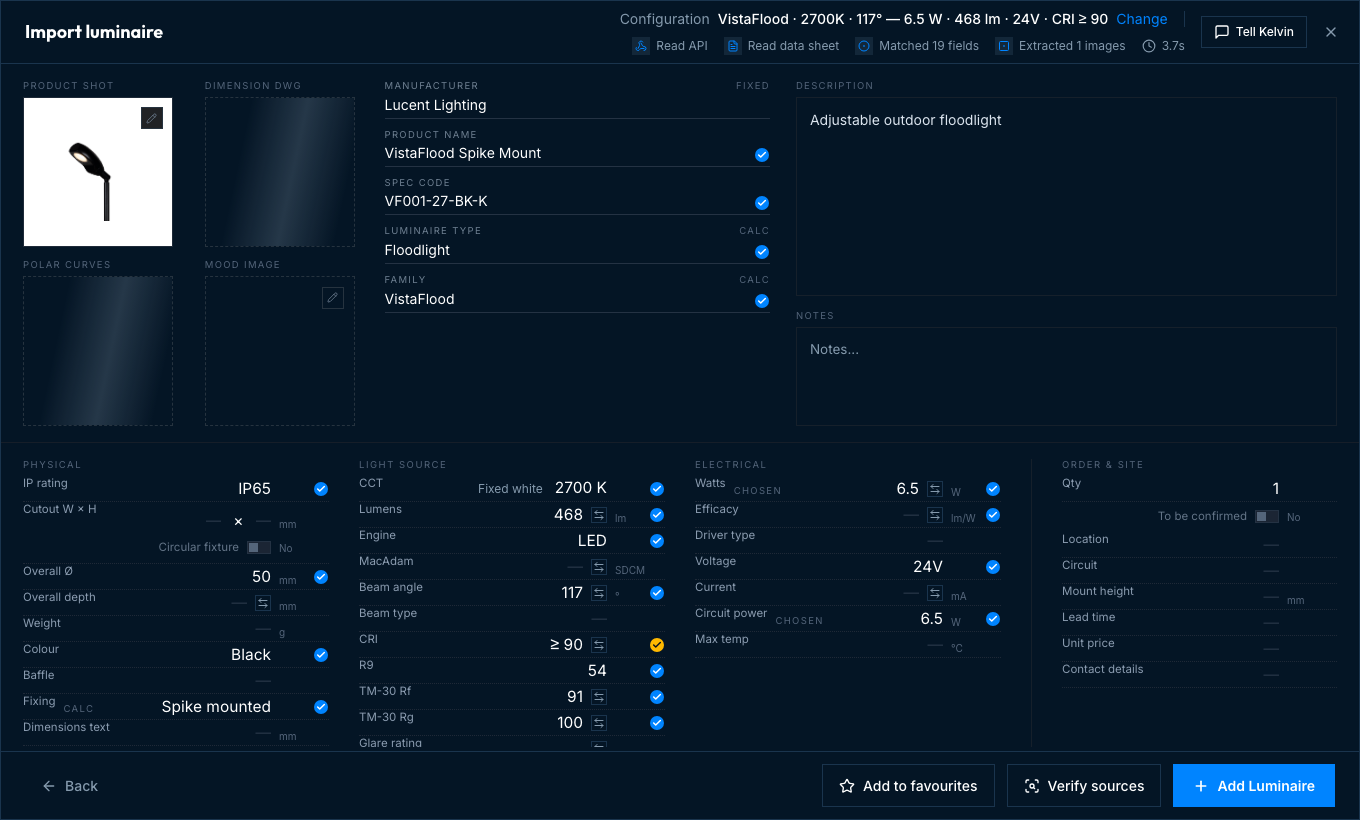 Import luminaire
Configuration VistaFlood · 2700K · 117° — 6.5 W · 468 lm · 24V · CRI ≥ 90 Change
Read API Read data sheet Matched 19 fields Extracted 1 images 3.7s
Tell Kelvin
PRODUCT SHOT
DIMENSION DWG
POLAR CURVES
MOOD IMAGE
MANUFACTURER FIXED
Lucent Lighting
PRODUCT NAME
VistaFlood Spike Mount
SPEC CODE
VF001-27-BK-K
LUMINAIRE TYPE CALC
Floodlight
FAMILY CALC
VistaFlood
DESCRIPTION
Adjustable outdoor floodlight
NOTES
Notes...
PHYSICAL
IP rating IP65
Cutout W × H — × — mm
Circular fixture No
Overall Ø 50 mm
Overall depth — mm
Weight — g
Colour Black
Baffle —
Fixing CALC Spike mounted
Dimensions text — mm
LIGHT SOURCE
CCT Fixed white 2700 K
Lumens 468 lm
Engine LED
MacAdam — SDCM
Beam angle 117 °
Beam type —
CRI ≥ 90
R9 54
TM-30 Rf 91
TM-30 Rg 100
Glare rating
ELECTRICAL
Watts CHOSEN 6.5 W
Efficacy — lm/W
Driver type —
Voltage 24V
Current — mA
Circuit power CHOSEN 6.5 W
Max temp — °C
ORDER & SITE
Qty 1
To be confirmed No
Location —
Circuit —
Mount height — mm
Lead time —
Unit price —
Contact details —
Back
Add to favourites
Verify sources
Add Luminaire